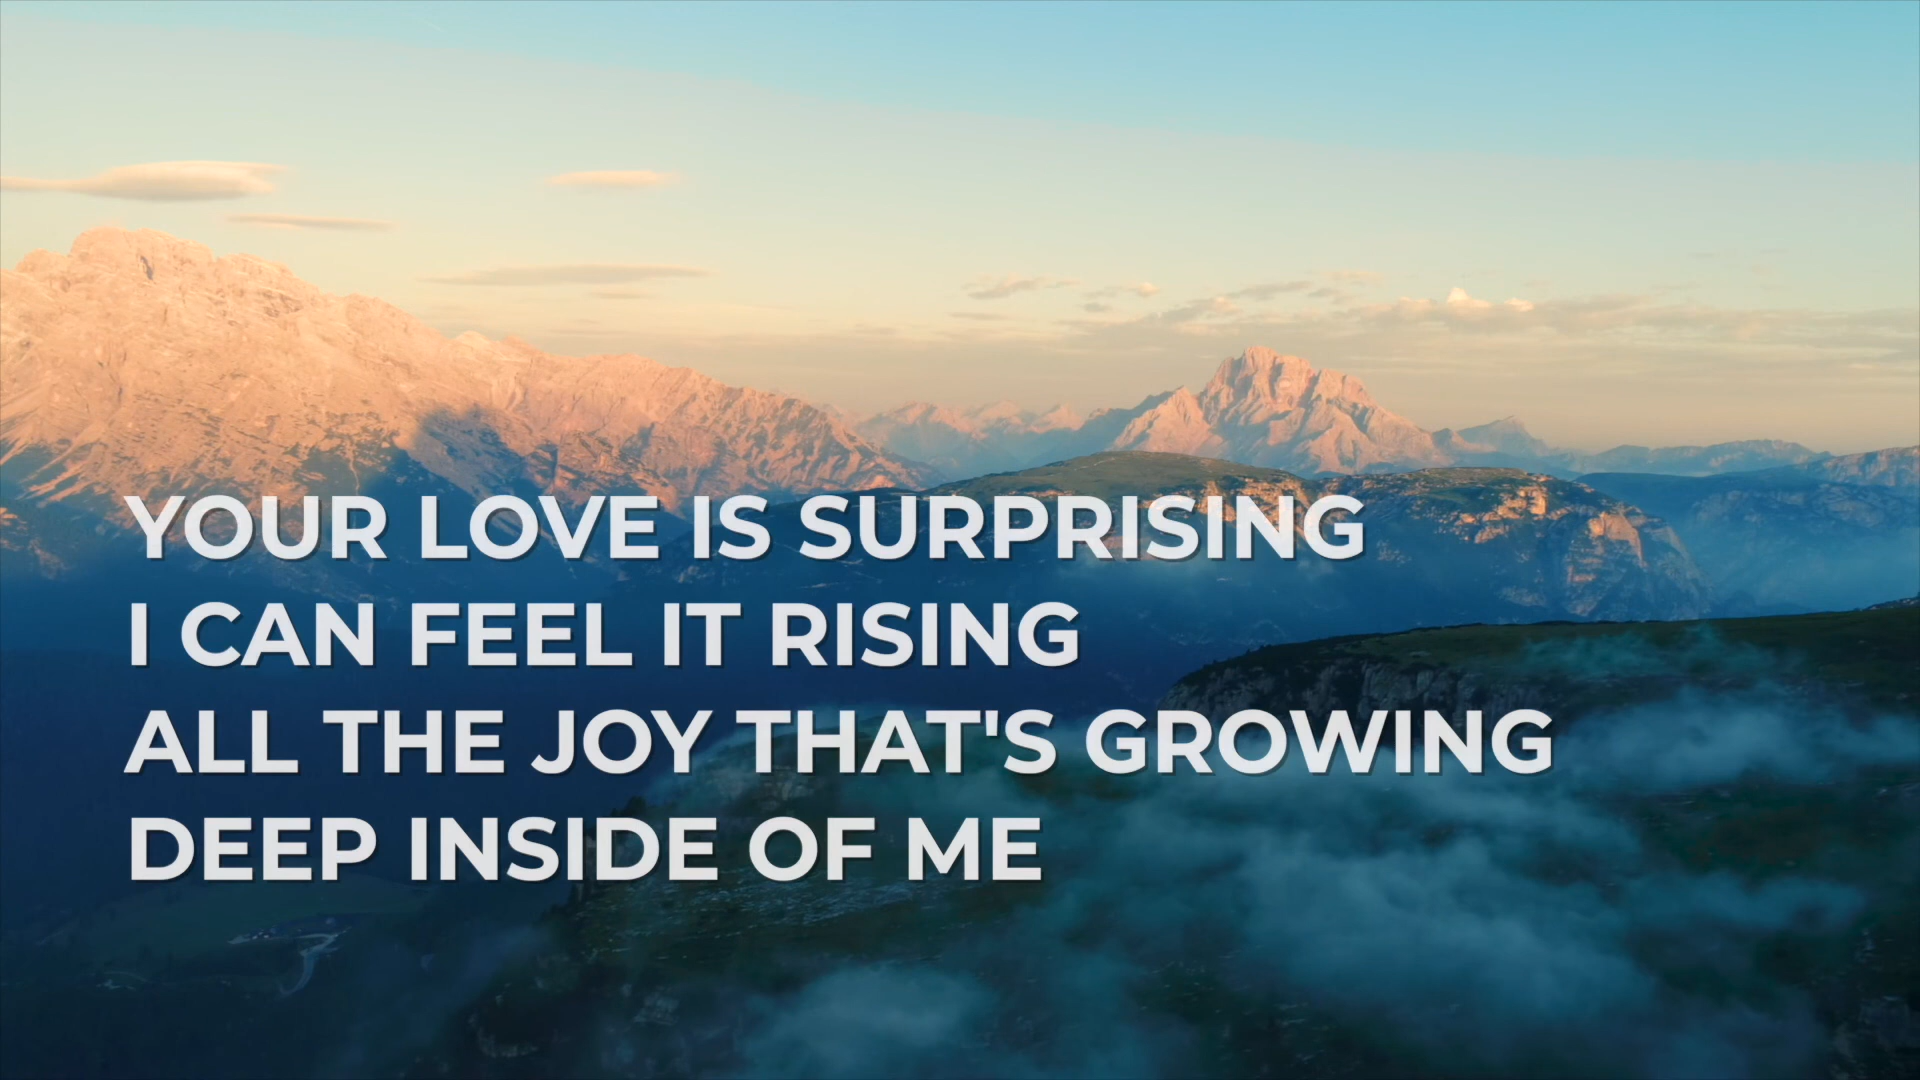 YOUR LOVE IS SURPRISING
I CAN FEEL IT RISING
ALL THE JOY THAT'S GROWING
DEEP INSIDE OF ME